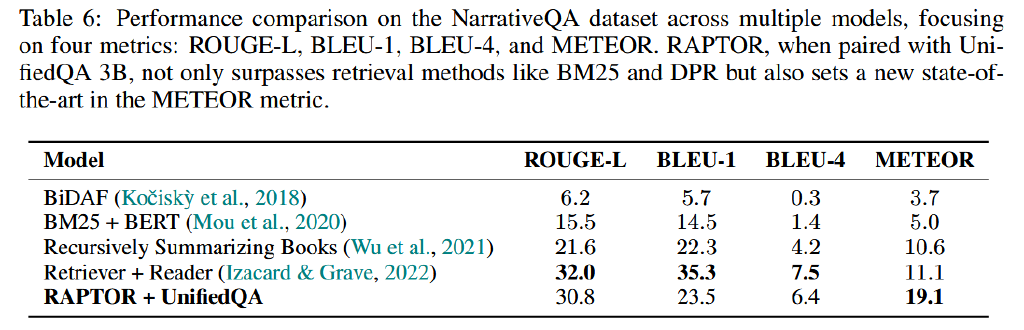 Table 6: Performance comparison on the NarrativeQA dataset across multiple models, focusing
on four metrics: ROUGE-L, BLEU-1, BLEU-4, and METEOR. RAPTOR, when paired with Uni-
fiedQA 3B, not only surpasses retrieval methods like BM25 and DPR but also sets a new state-of-
the-art in the METEOR metric.
Model ROUGE-L BLEU-1 BLEU-4 METEOR
BiDAF (Kočiskỳ et al., 2018) 6.2 5.7 0.3 3.7
BM25 + BERT (Mou et al., 2020) 15.5 14.5 1.4 5.0
Recursively Summarizing Books (Wu et al., 2021) 21.6 22.3 4.2 10.6
Retriever + Reader (Izacard & Grave, 2022) 32.0 35.3 7.5 11.1
RAPTOR + UnifiedQA 30.8 23.5 6.4 19.1